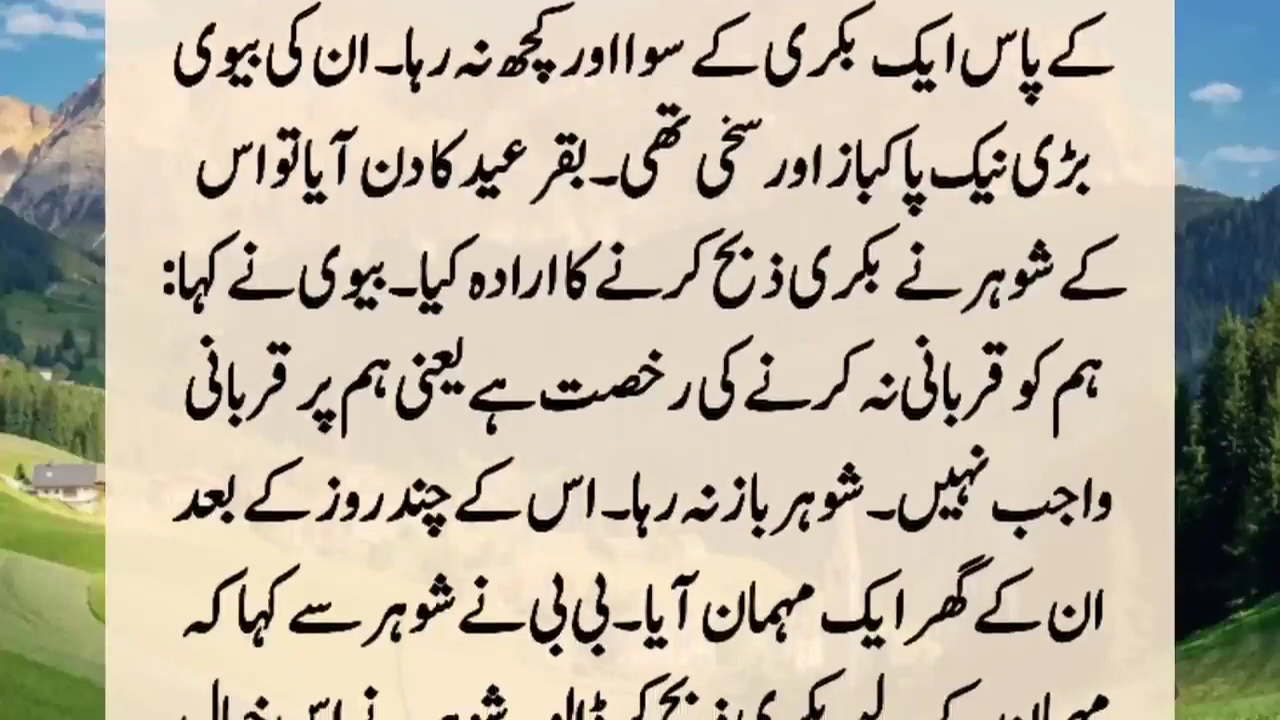 کے پاس ایک بکری کے سوا اور کچھ نہ رہا۔ ان کی بیوی
بڑی نیک پاکباز اور سخی تھی۔ بقر عید کا دن آیا تو اس
کے شوہر نے بکری ذبح کرنے کا ارادہ کیا۔ بیوی نے کہا:
ہم کو قربانی نہ کرنے کی رخصت ہے یعنی ہم پر قربانی
واجب نہیں۔ شوہر باز نہ رہا۔ اس کے چند روز کے بعد
ان کے گھر ایک مہمان آیا۔ بی بی نے شوہر سے کہا کہ
بکری ذبح کر